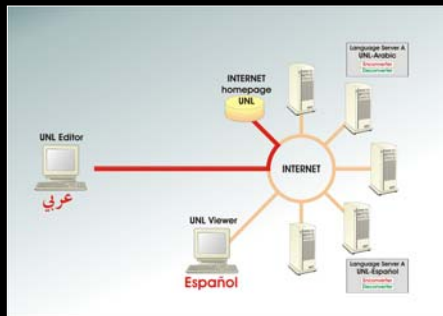 Language Server A
UNL-Arabic
Enconverter
Deconverter
INTERNET
homepage
UNL
UNL Editor
عربي
INTERNET
UNL Viewer
Español
Language Server A
UNL-Español
Enconverter
Deconverter